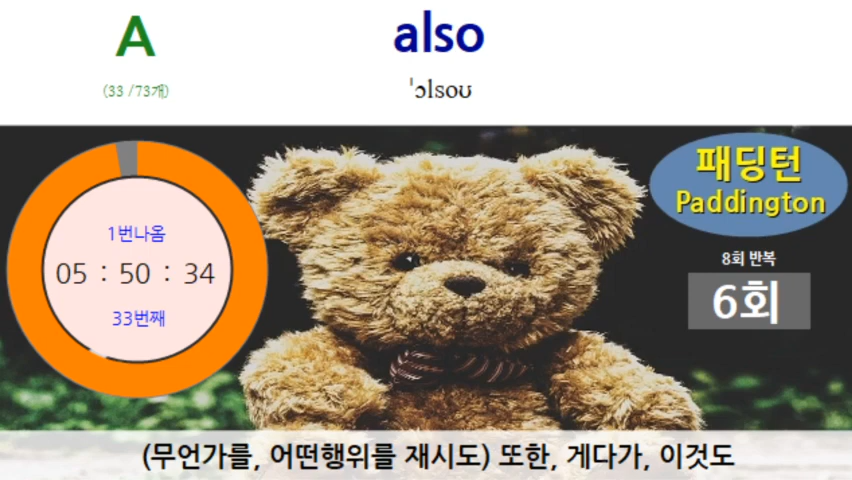 A
(33 /73개)
also
ˈɔlsoʊ
1번나옴
05 : 50 : 34
33번째
패딩턴
Paddington
8회 반복
6회
(무언가를, 어떤행위를 재시도) 또한, 게다가, 이것도